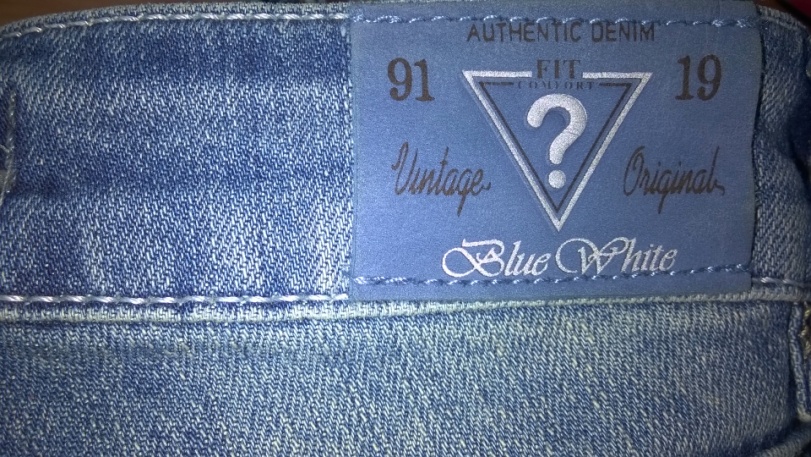 AUTHENTIC DENIM
91 FIT 19
COMFORT
?
Vintage Original
Blue White